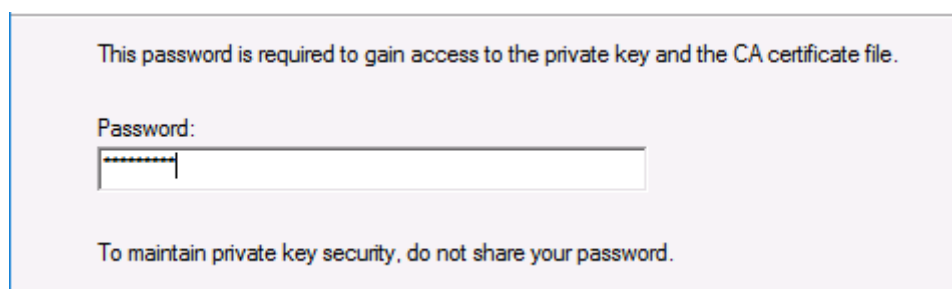 This password is required to gain access to the private key and the CA certificate file.
Password:
*********
To maintain private key security, do not share your password.